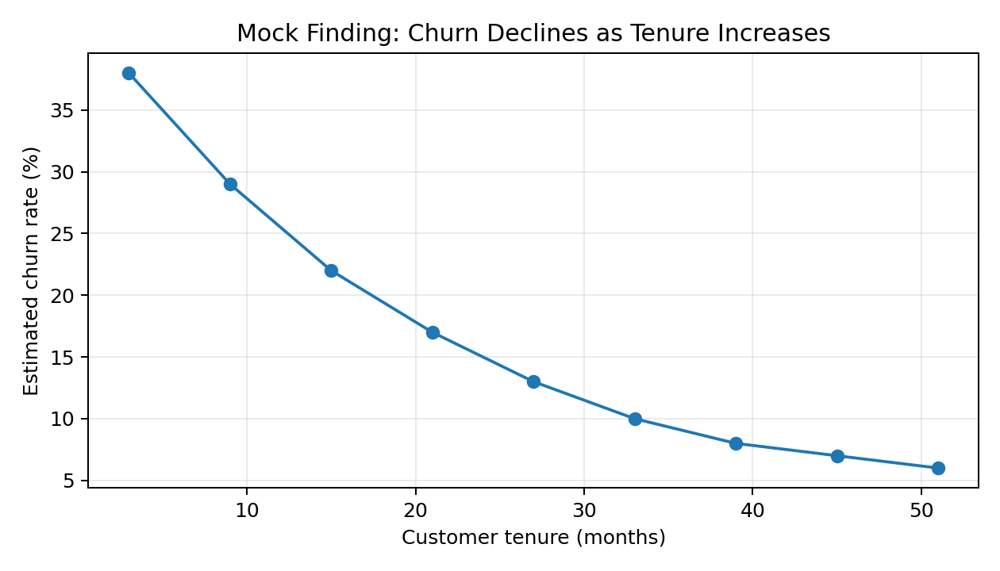 Mock Finding: Churn Declines as Tenure Increases
Estimated churn rate (%)
35
30
25
20
15
10
5
10 20 30 40 50
Customer tenure (months)